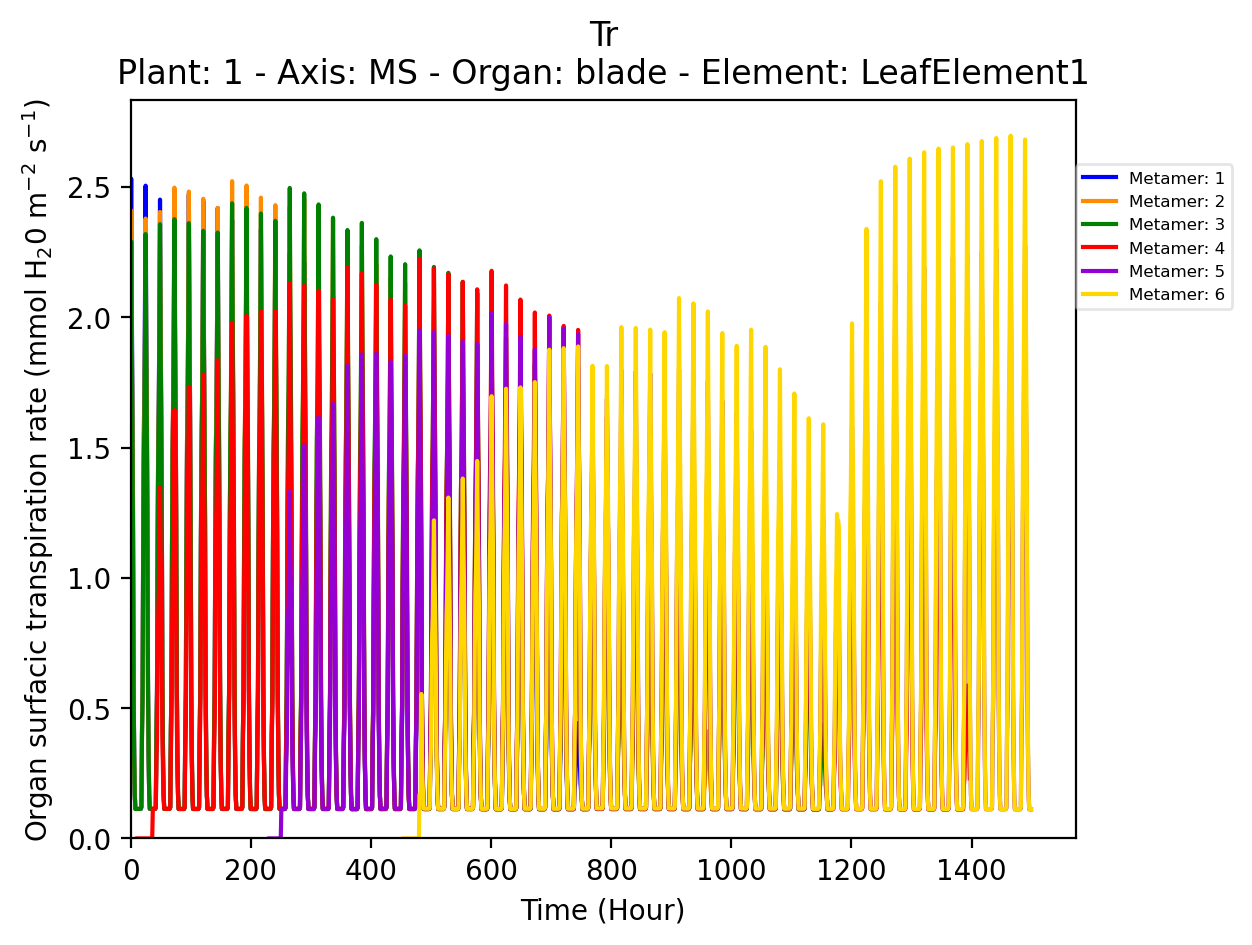 Tr
Plant: 1 - Axis: MS - Organ: blade - Element: LeafElement1
Organ surfacic transpiration rate (mmol H₂0 m⁻² s⁻¹)
2.5
2.0
1.5
1.0
0.5
0.0
0 200 400 600 800 1000 1200 1400
Time (Hour)
Metamer: 1
Metamer: 2
Metamer: 3
Metamer: 4
Metamer: 5
Metamer: 6